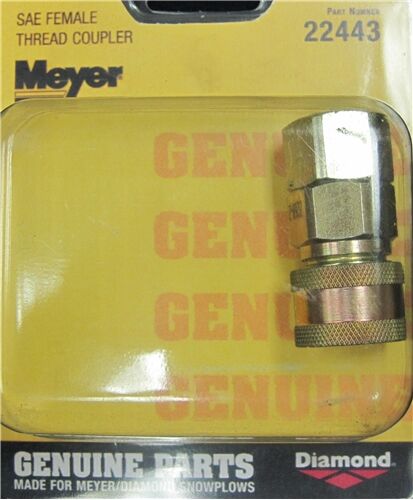 SAE FEMALE
THREAD COUPLER
PART NUMBER
22443
Meyer
GENUINE
GENUINE
GENUINE
GENUINE
GENUINE PARTS
MADE FOR MEYER/DIAMOND SNOWPLOWS
Diamond